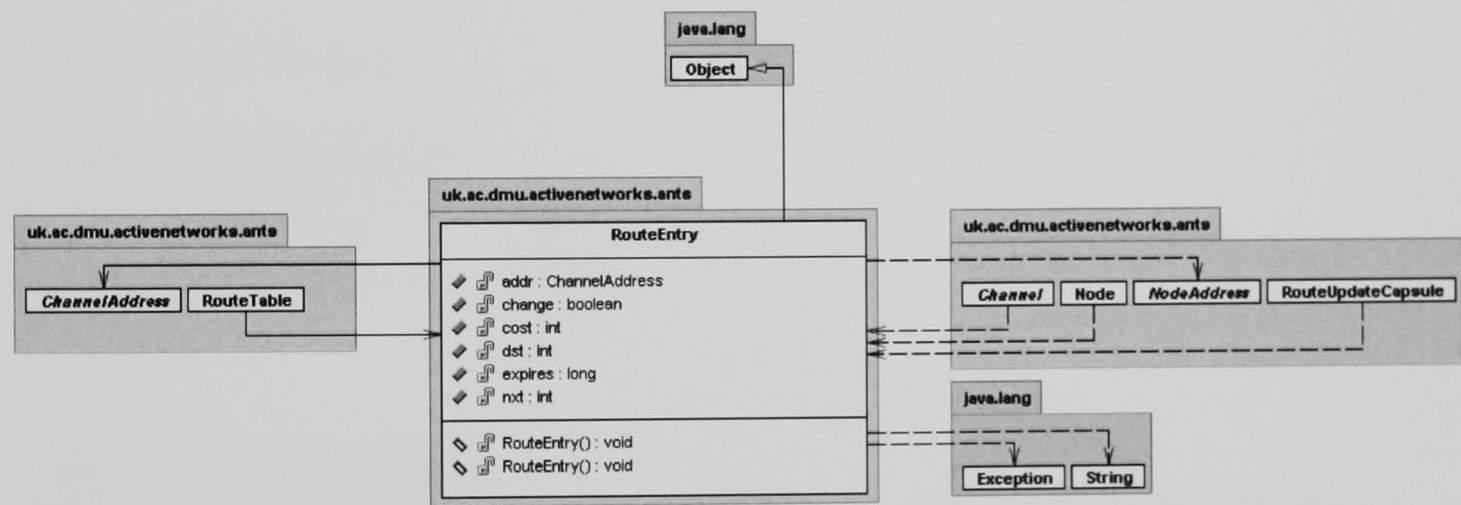 java.lang
Object
uk.ac.dmu.activenetworks.ants
ChannelAddress
RouteTable
uk.ac.dmu.activenetworks.ants
RouteEntry
addr : ChannelAddress
change : boolean
cost : int
dst : int
expires : long
nxt : int
RouteEntry() : void
RouteEntry() : void
uk.ac.dmu.activenetworks.ants
Channel
Node
NodeAddress
RouteUpdateCapsule
java.lang
Exception
String